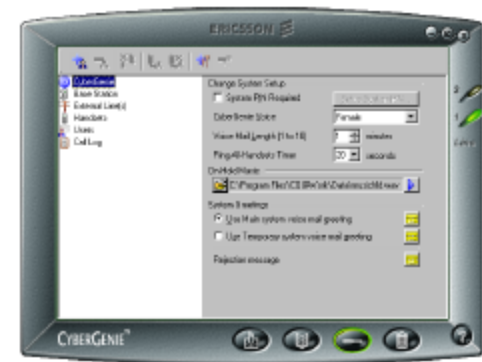 ERICSSON
CyberGenie
Base Station
External Line(s)
Handsets
Users
Call Log
Change System Setup
System PIN Required
CyberGenie Voice
Female
Voice Mail Length (1 to 10)
minutes
Ring All Handsets Timer
20
seconds
On Hold Music
System Greetings
Use Main system voice mail greeting
Use Temporary system voice mail greeting
Rejection message
CYBERGENIE™